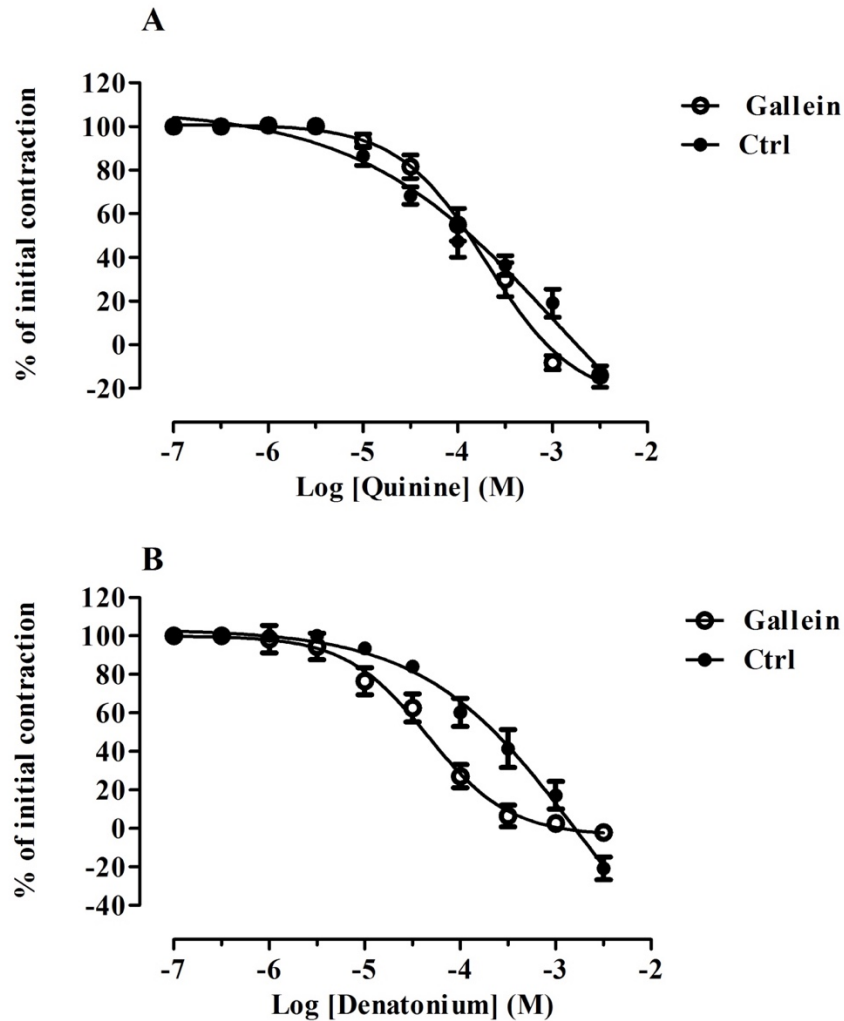 A
% of initial contraction
120
100
80
60
40
20
0
-20
-7 -6 -5 -4 -3 -2
Log [Quinine] (M)
Gallein
Ctrl
B
% of initial contraction
120
100
80
60
40
20
0
-20
-40
-7 -6 -5 -4 -3 -2
Log [Denatonium] (M)
Gallein
Ctrl